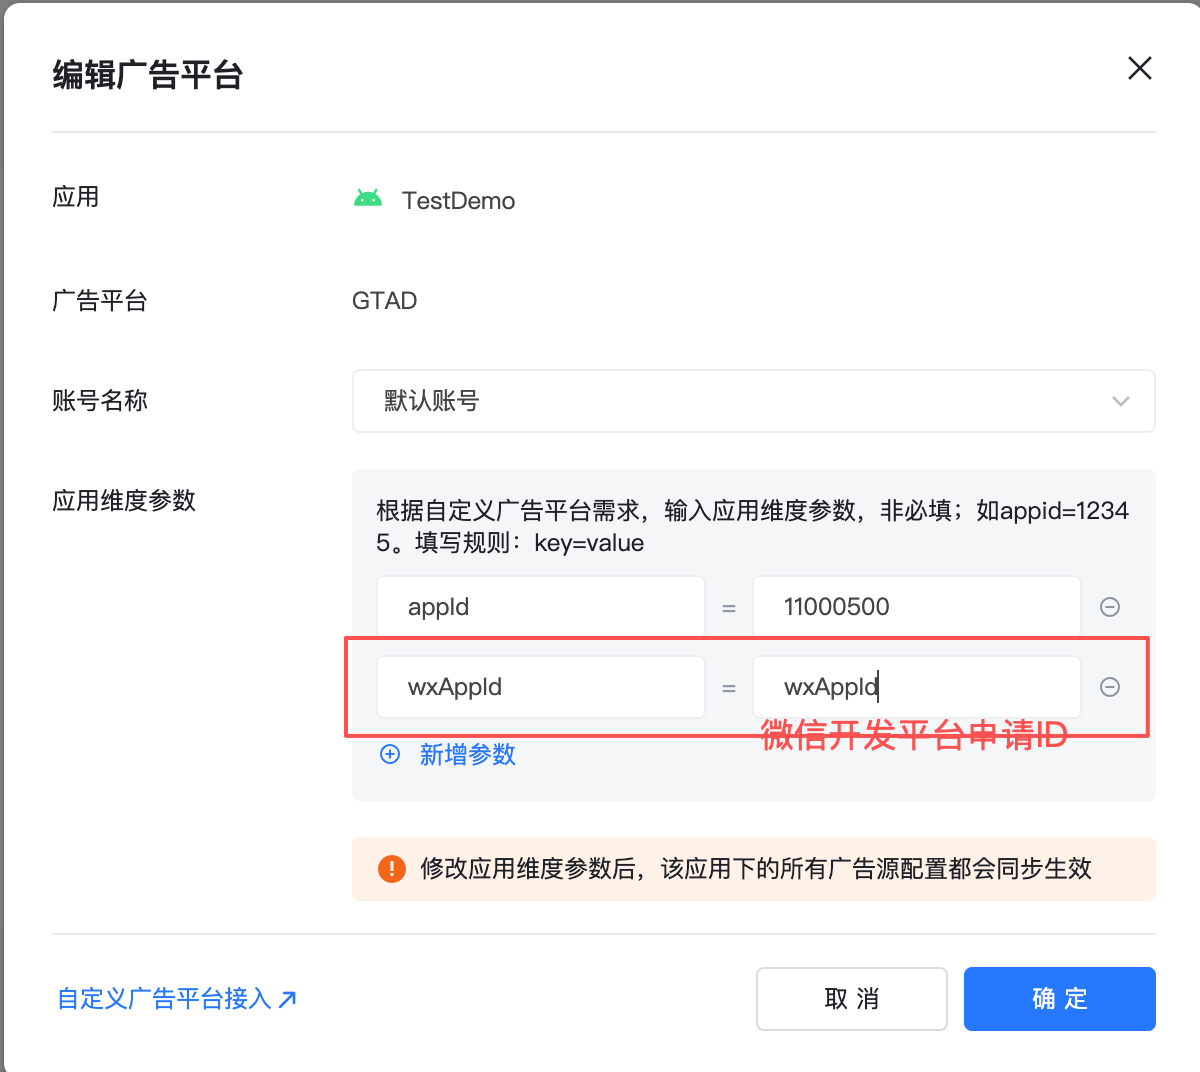 编辑广告平台
应用
TestDemo
广告平台
GTAD
账号名称
默认账号
应用维度参数
根据自定义广告平台需求，输入应用维度参数，非必填；如appid=1234
5。填写规则：key=value
appId = 11000500
wxAppId = wxAppId
微信开发平台申请ID
新增参数
修改应用维度参数后，该应用下的所有广告源配置都会同步生效
自定义广告平台接入
取 消
确 定